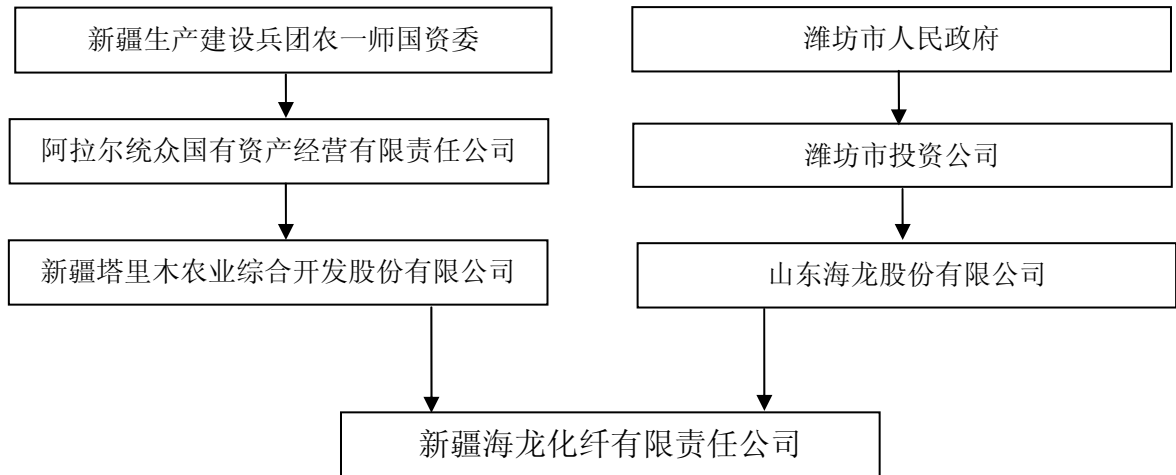 新疆生产建设兵团农一师国资委
潍坊市人民政府
阿拉尔统众国有资产经营有限责任公司
潍坊市投资公司
新疆塔里木农业综合开发股份有限公司
山东海龙股份有限公司
新疆海龙化纤有限责任公司